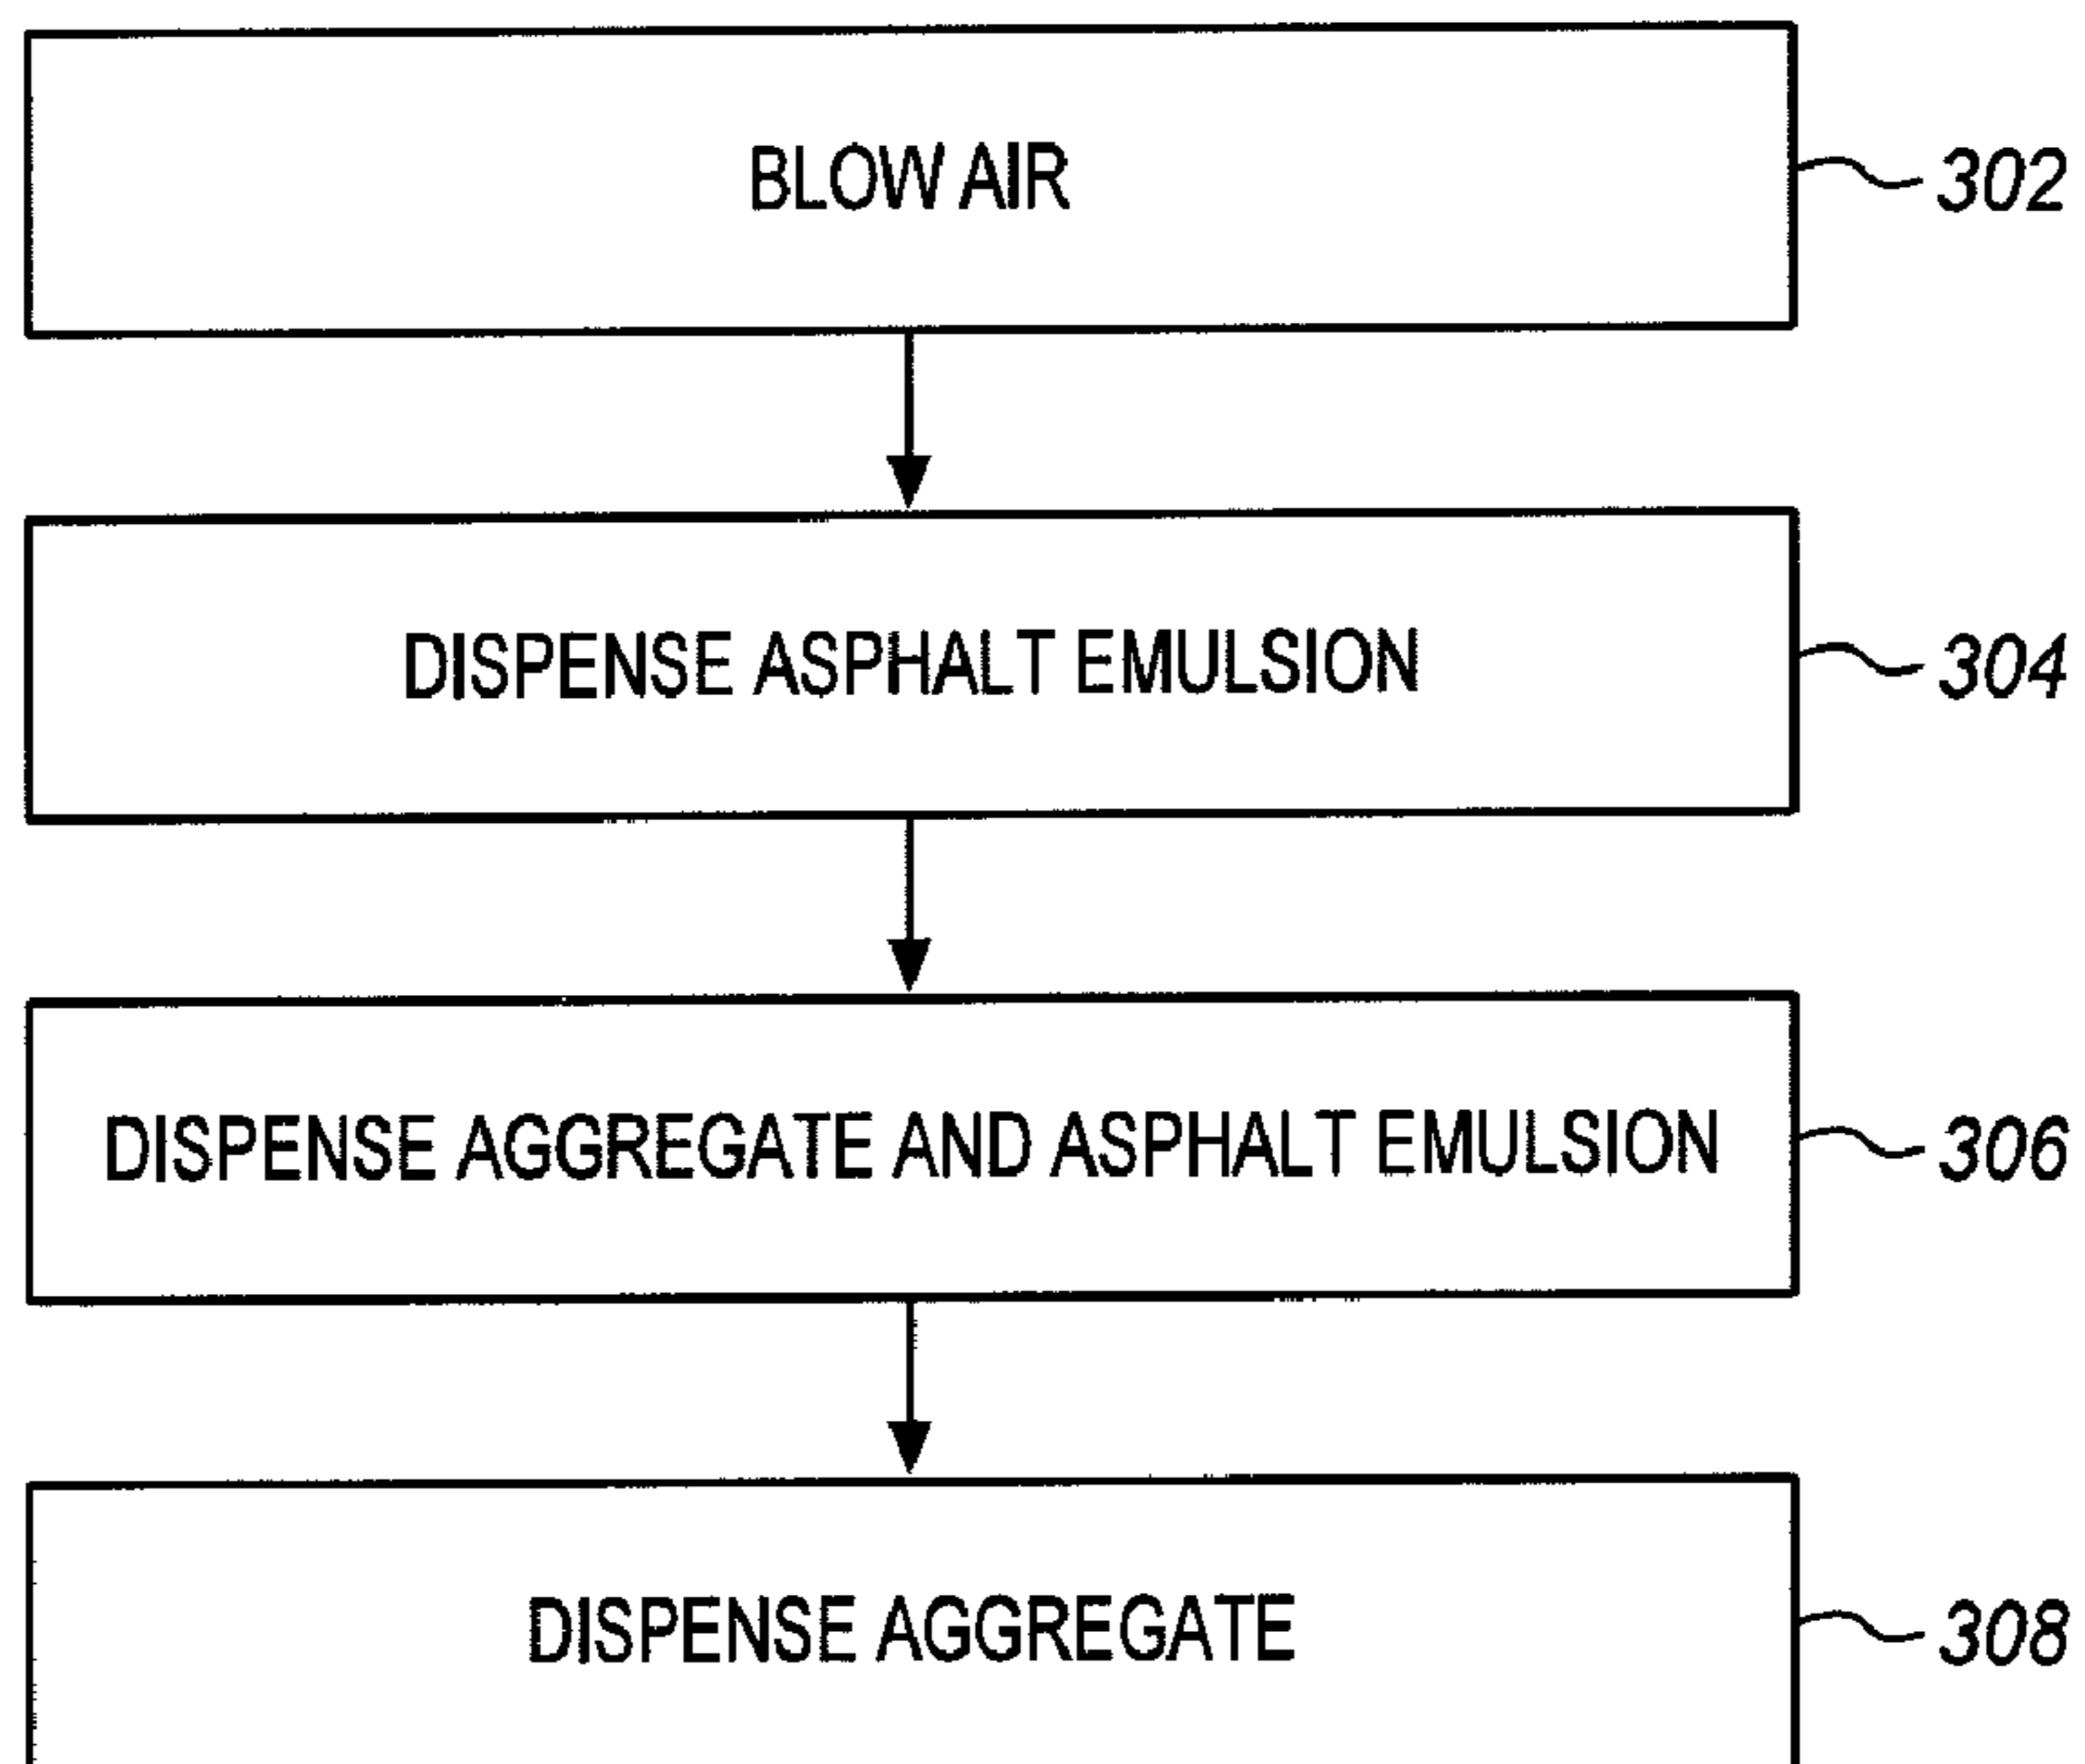 BLOW AIR
302
DISPENSE ASPHALT EMULSION
304
DISPENSE AGGREGATE AND ASPHALT EMULSION
306
DISPENSE AGGREGATE
308